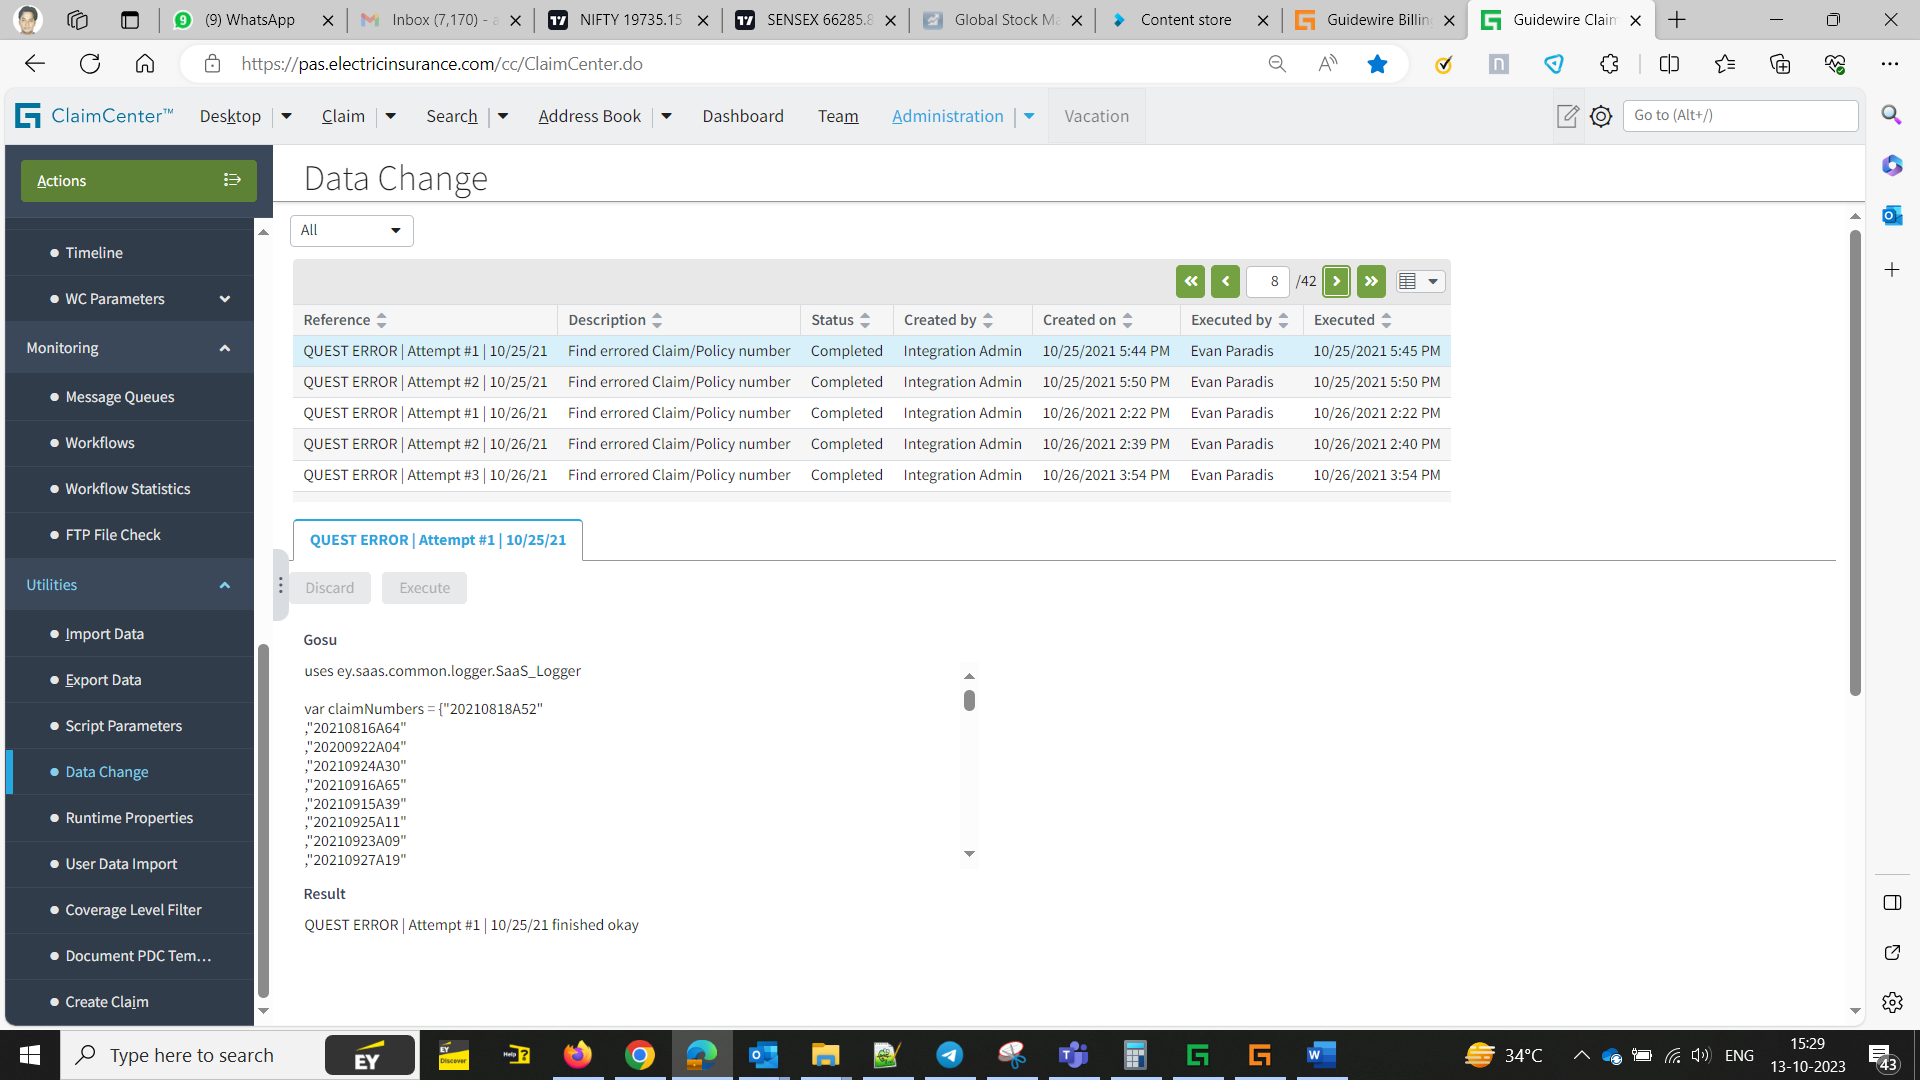 (9) WhatsApp
Inbox (7,170) - a
NIFTY 19735.15
SENSEX 66285.8
Global Stock Ma
Content store
Guidewire Billin
Guidewire Claim
https://pas.electricinsurance.com/cc/ClaimCenter.do
ClaimCenter™ Desktop Claim Search Address Book Dashboard Team Administration Vacation Go to (Alt+/)
Actions
Timeline
WC Parameters
Monitoring
Message Queues
Workflows
Workflow Statistics
FTP File Check
Utilities
Import Data
Export Data
Script Parameters
Data Change
Runtime Properties
User Data Import
Coverage Level Filter
Document PDC Tem...
Create Claim
Data Change
All
8 /42
Reference Description Status Created by Created on Executed by Executed
QUEST ERROR | Attempt #1 | 10/25/21 Find errored Claim/Policy number Completed Integration Admin 10/25/2021 5:44 PM Evan Paradis 10/25/2021 5:45 PM
QUEST ERROR | Attempt #2 | 10/25/21 Find errored Claim/Policy number Completed Integration Admin 10/25/2021 5:50 PM Evan Paradis 10/25/2021 5:50 PM
QUEST ERROR | Attempt #1 | 10/26/21 Find errored Claim/Policy number Completed Integration Admin 10/26/2021 2:22 PM Evan Paradis 10/26/2021 2:22 PM
QUEST ERROR | Attempt #2 | 10/26/21 Find errored Claim/Policy number Completed Integration Admin 10/26/2021 2:39 PM Evan Paradis 10/26/2021 2:40 PM
QUEST ERROR | Attempt #3 | 10/26/21 Find errored Claim/Policy number Completed Integration Admin 10/26/2021 3:54 PM Evan Paradis 10/26/2021 3:54 PM
QUEST ERROR | Attempt #1 | 10/25/21
Discard Execute
Gosu
uses ey.saas.common.logger.SaaS_Logger
var claimNumbers = {"20210818A52"
,"20210816A64"
,"20200922A04"
,"20210924A30"
,"20210916A65"
,"20210915A39"
,"20210925A11"
,"20210923A09"
,"20210927A19"
Result
QUEST ERROR | Attempt #1 | 10/25/21 finished okay
Type here to search
EY
EY Discover
Help ?
34°C
ENG
15:29
13-10-2023
43